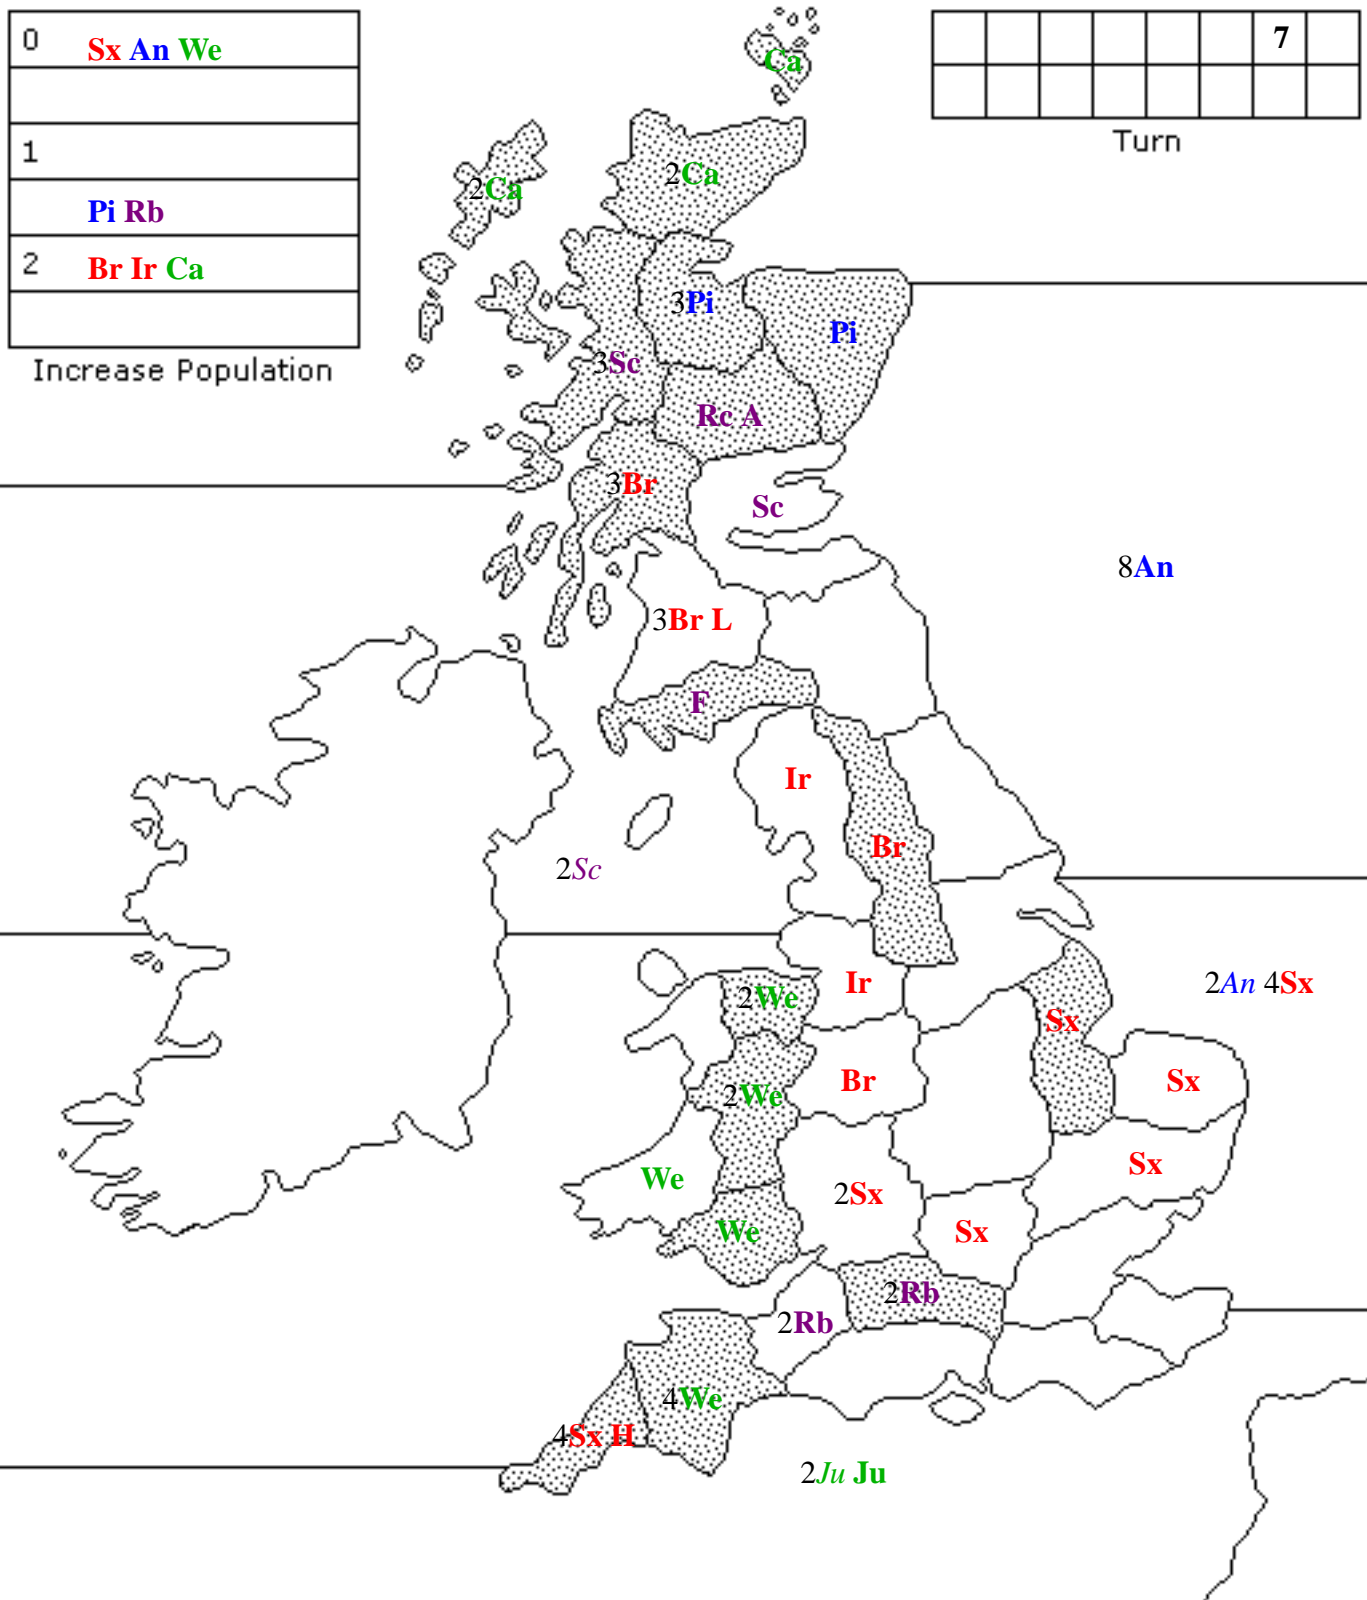 0 Sx An We
1
Pi Rb
2 Br Ir Ca
Increase Population
7
Turn
Ca
2Ca
2Ca
3Pi
Pi
3Sc
Rc A
3Br
Sc
8An
3Br L
F
Ir
Br
2Sc
Ir
2An 4Sx
2We
Sx
Br
Sx
2We
Sx
We
2Sx
We
Sx
2Rb
2Rb
4We
4Sx H
2Ju Ju